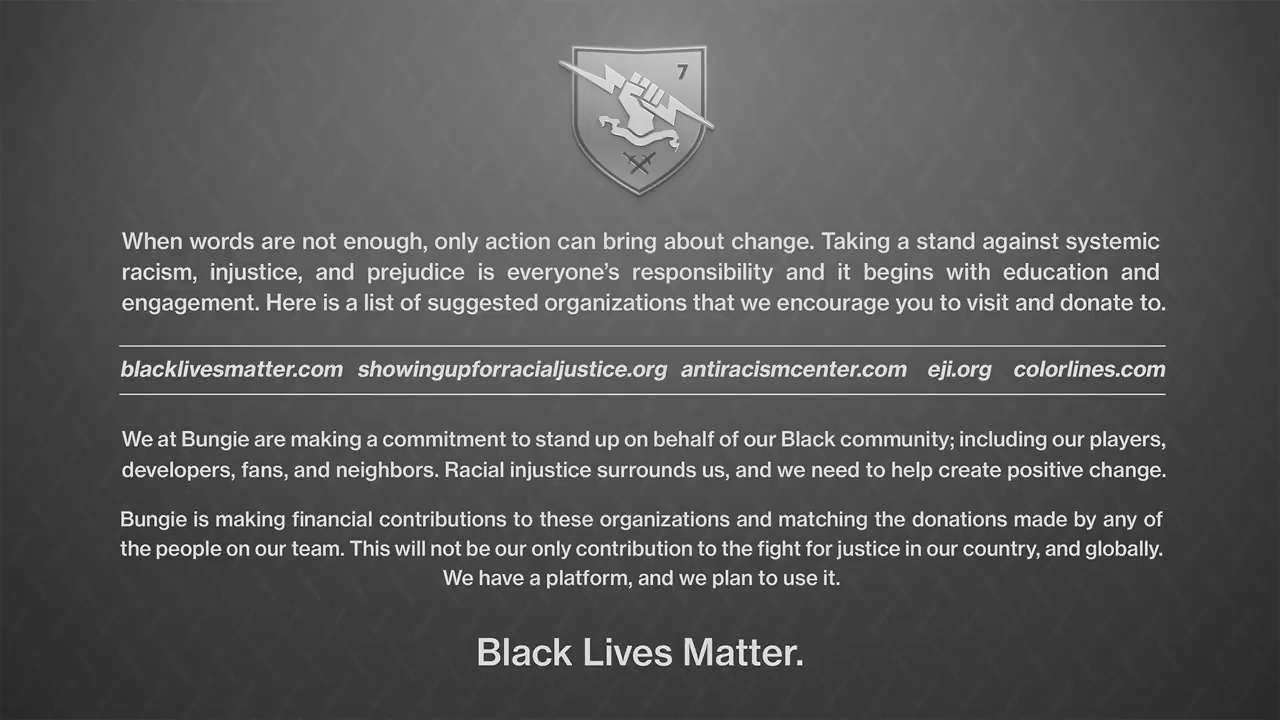 7
When words are not enough, only action can bring about change. Taking a stand against systemic
racism, injustice, and prejudice is everyone’s responsibility and it begins with education and
engagement. Here is a list of suggested organizations that we encourage you to visit and donate to.
blacklivesmatter.com showingupforracialjustice.org antiracismcenter.com eji.org colorlines.com
We at Bungie are making a commitment to stand up on behalf of our Black community; including our players,
developers, fans, and neighbors. Racial injustice surrounds us, and we need to help create positive change.
Bungie is making financial contributions to these organizations and matching the donations made by any of
the people on our team. This will not be our only contribution to the fight for justice in our country, and globally.
We have a platform, and we plan to use it.
Black Lives Matter.